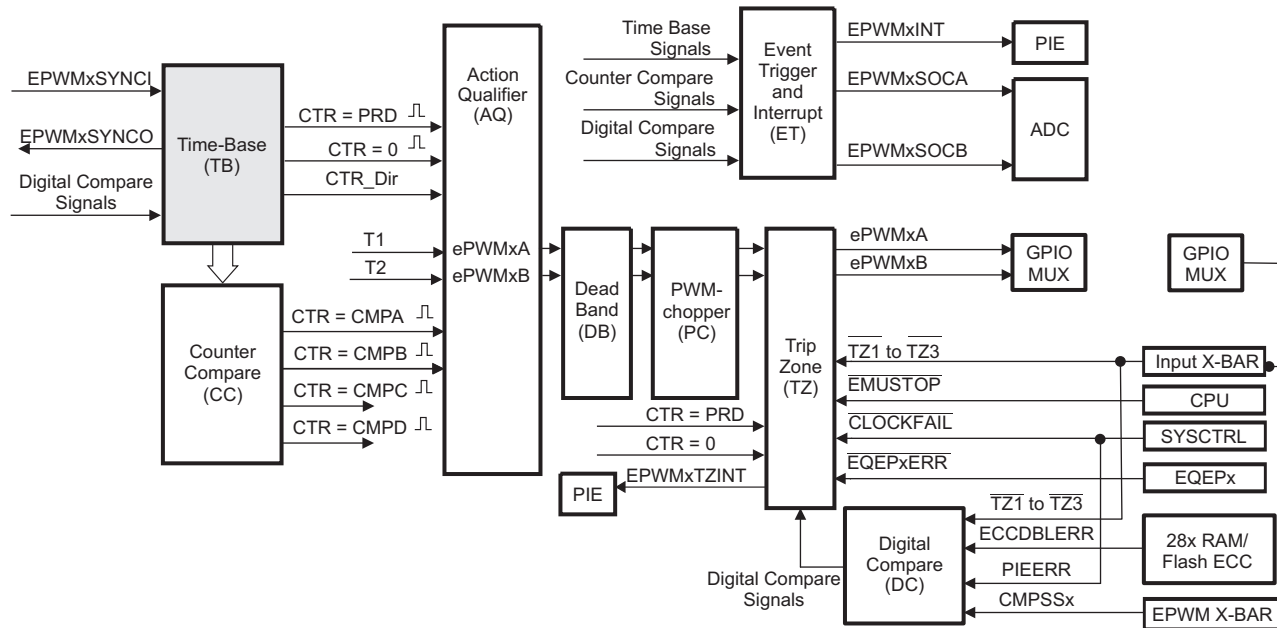 EPWMxSYNCI
EPWMxSYNCO
Digital Compare
Signals
Time-Base
(TB)
CTR = PRD
CTR = 0
CTR_Dir
Action
Qualifier
(AQ)
T1
T2
ePWMxA
ePWMxB
Counter
Compare
(CC)
CTR = CMPA
CTR = CMPB
CTR = CMPC
CTR = CMPD
Time Base
Signals
Counter Compare
Signals
Digital Compare
Signals
Event
Trigger
and
Interrupt
(ET)
EPWMxINT
EPWMxSOCA
EPWMxSOCB
PIE
ADC
Dead
Band
(DB)
PWM-
chopper
(PC)
Trip
Zone
(TZ)
ePWMxA
ePWMxB
GPIO
MUX
GPIO
MUX
TZ1 to TZ3
EMUSTOP
CLOCKFAIL
EQEPxERR
Input X-BAR
CPU
SYSCTRL
EQEPx
CTR = PRD
CTR = 0
EPWMxTZINT
PIE
Digital Compare
Signals
Digital
Compare
(DC)
TZ1 to TZ3
ECCDBLERR
PIEERR
CMPSSx
28x RAM/
Flash ECC
EPWM X-BAR